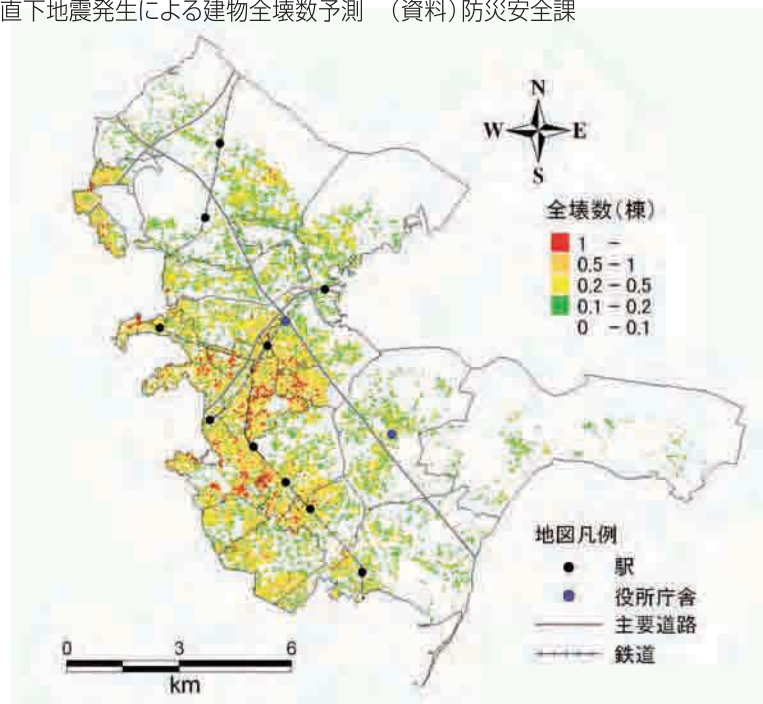 直下地震発生による建物全壊数予測 （資料）防災安全課
N
W E
S
全壊数（棟）
1 -
0.5 - 1
0.2 - 0.5
0.1 - 0.2
0 - 0.1
地図凡例
駅
役所庁舎
主要道路
鉄道
0 3 6
km